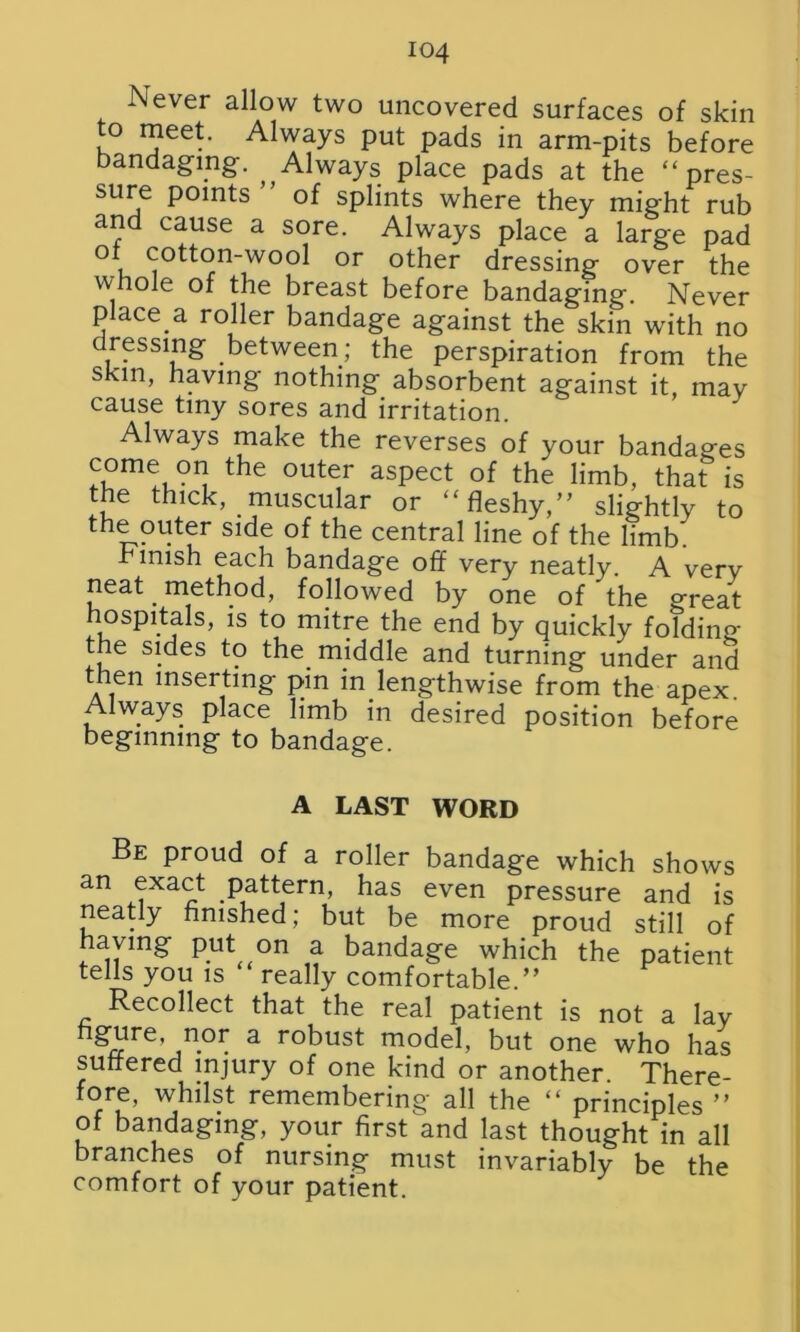 104
Never allow two uncovered surfaces of skin
to meet. Always put pads in arm-pits before
bandaging. Always place pads at the “pres-
sure points” of splints where they might rub
and cause a sore. Always place a large pad
of cotton-wool or other dressing over the
whole of the breast before bandaging. Never
place a roller bandage against the skin with no
dressing between; the perspiration from the
skin, having nothing absorbent against it, may
cause tiny sores and irritation.
Always make the reverses of your bandages
come on the outer aspect of the limb, that is
the thick, muscular or “fleshy,” slightly to
the outer side of the central line of the limb.
Finish each bandage off very neatly. A very
neat method, followed by one of the great
hospitals, is to mitre the end by quickly folding
the sides to the middle and turning under and
then inserting pin in lengthwise from the apex.
Always place limb in desired position before
beginning to bandage.
A LAST WORD
Be proud of a roller bandage which shows
an exact pattern, has even pressure and is
neatly finished; but be more proud still of
having put on a bandage which the patient
tells you is “really comfortable.”
Recollect that the real patient is not a lay
figure, nor a robust model, but one who has
suffered injury of one kind or another. There-
fore, whilst remembering all the “principles”
of bandaging, your first and last thought in all
branches of nursing must invariably be the
comfort of your patient.